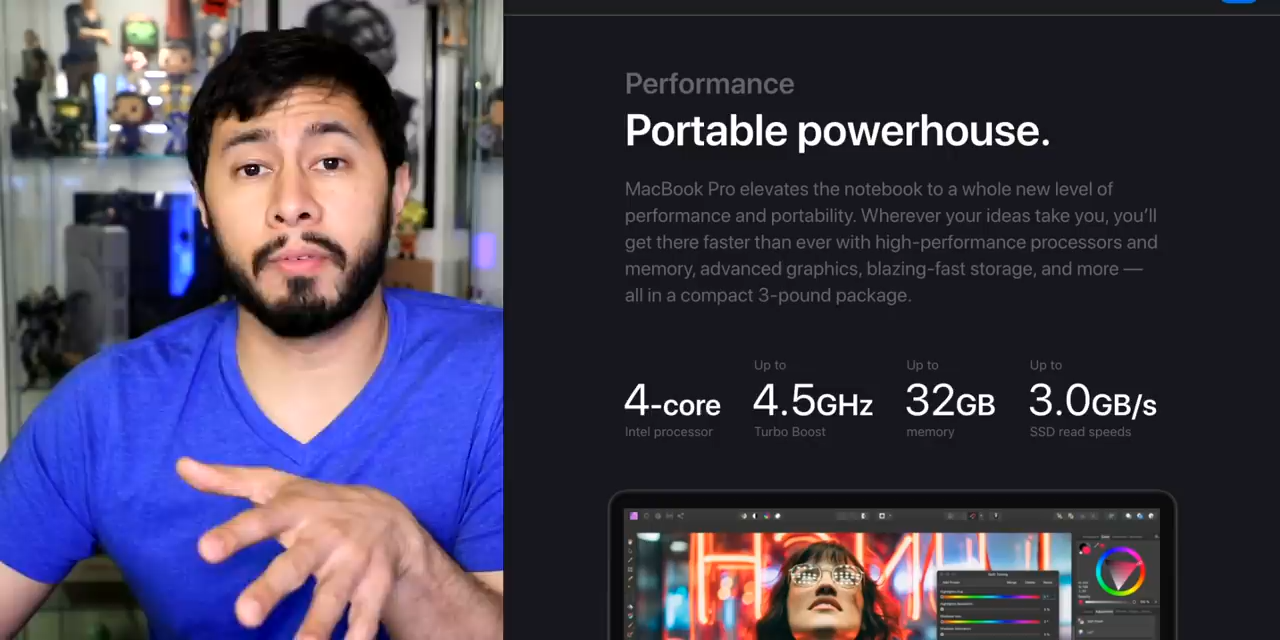 Performance
Portable powerhouse.
MacBook Pro elevates the notebook to a whole new level of
performance and portability. Wherever your ideas take you, you'll
get there faster than ever with high-performance processors and
memory, advanced graphics, blazing-fast storage, and more —
all in a compact 3-pound package.
4-core
Intel processor
Up to
4.5GHz
Turbo Boost
Up to
32GB
memory
Up to
3.0GB/s
SSD read speeds